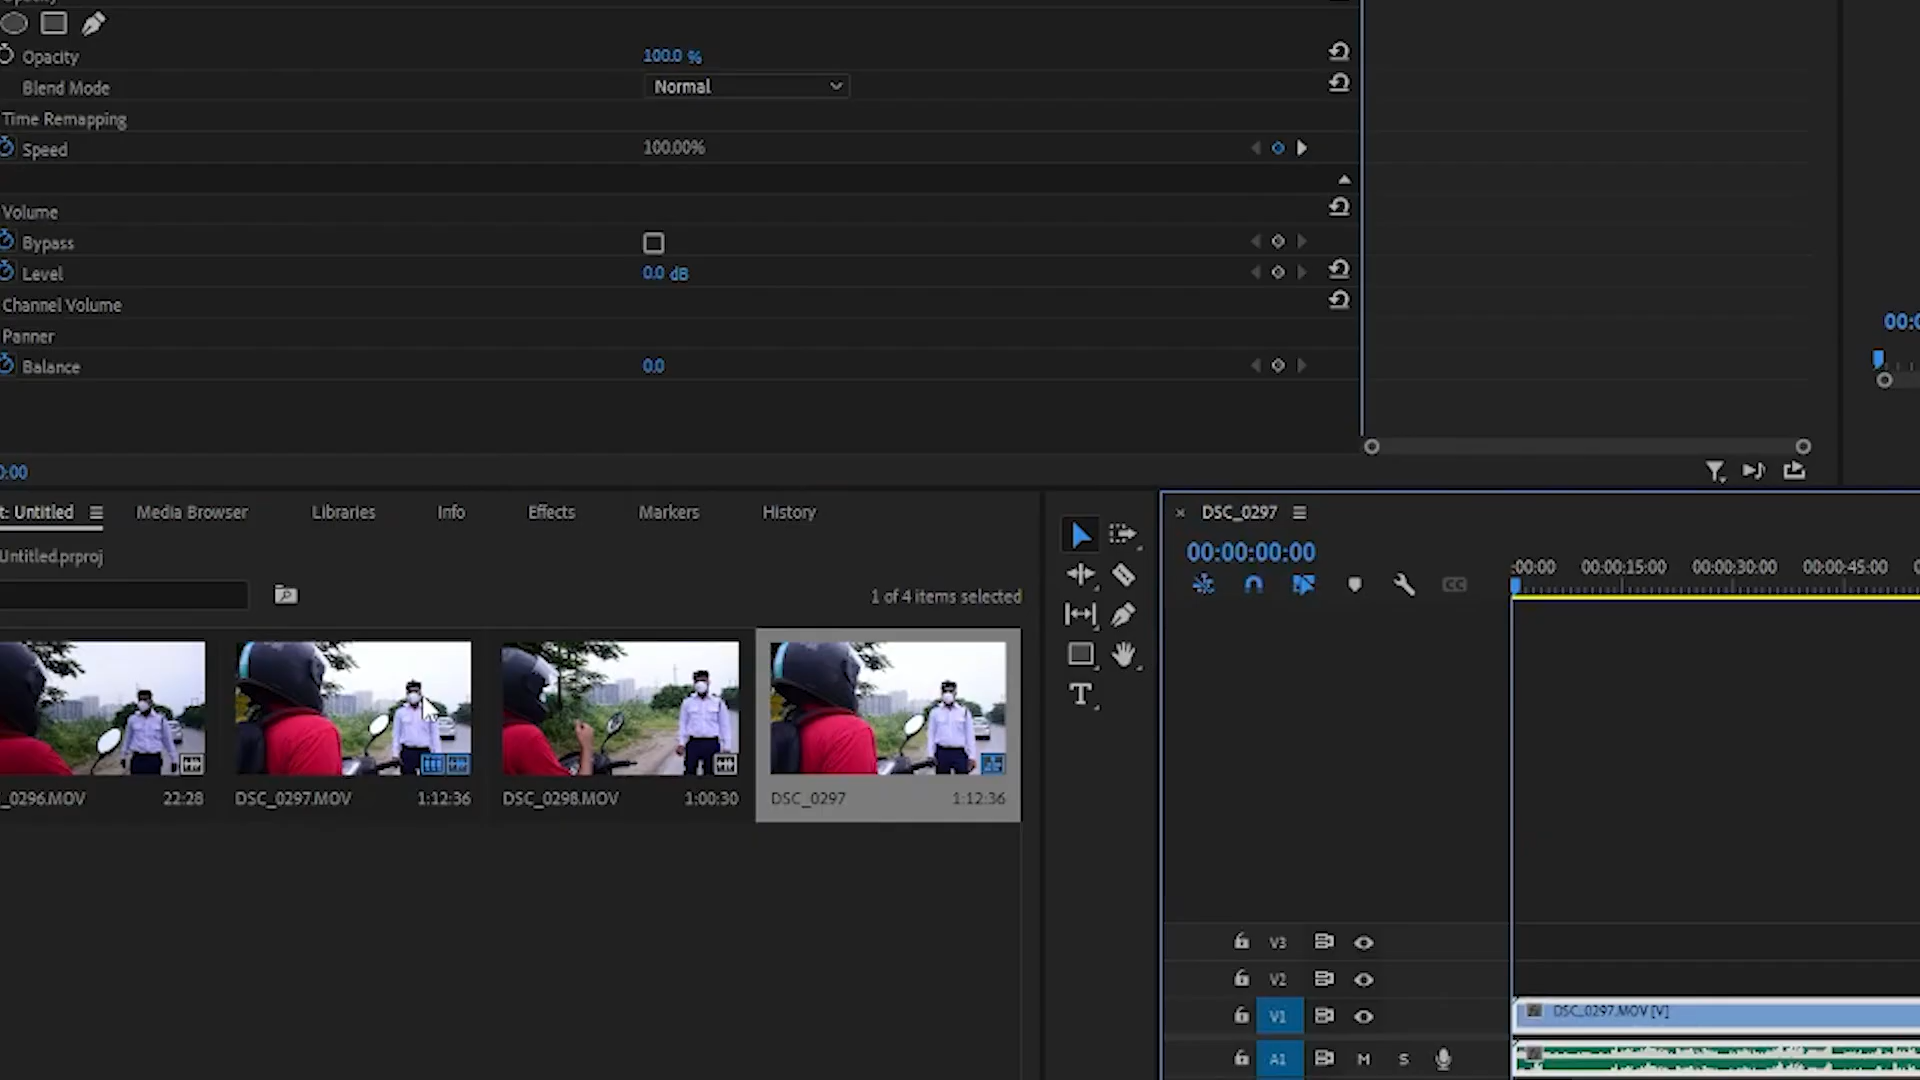 Opacity
100.0 %
Blend Mode
Normal
Time Remapping
Speed
100.00%
Volume
Bypass
Level
0.0 dB
Channel Volume
Panner
Balance
0.0
00:0
0:00
t: Untitled
Media Browser
Libraries
Info
Effects
Markers
History
Untitled.prproj
1 of 4 items selected
_0296.MOV
22:28
DSC_0297.MOV
1:12:36
DSC_0298.MOV
1:00:30
DSC_0297
1:12:36
T
DSC_0297
00:00:00:00
CC
:00:00
00:00:15:00
00:00:30:00
00:00:45:00
V3
V2
V1
DSC_0297.MOV [V]
A1
M
S